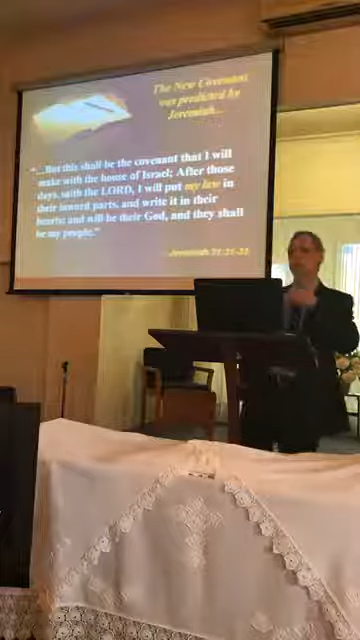 The New Covenant
was predicted by
Jeremiah...
"...But this shall be the covenant that I will
make with the house of Israel; After those
days, saith the LORD, I will put my law in
their inward parts, and write it in their
hearts; and will be their God, and they shall
be my people."
Jeremiah 31:31-33